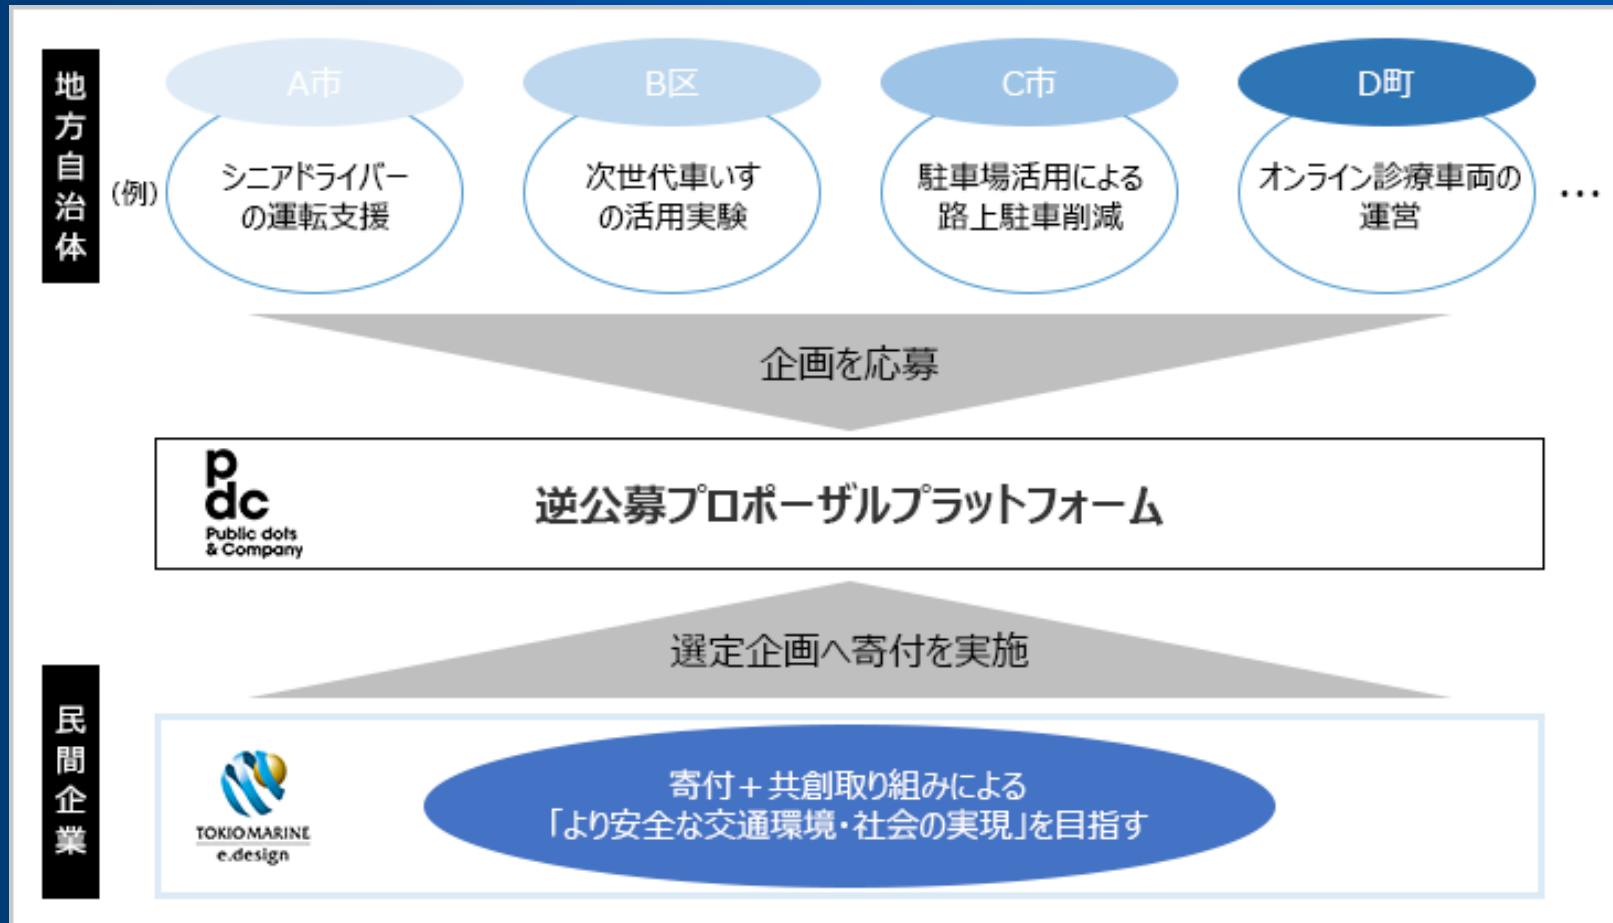 地方自治体
(例)
A市
シニアドライバー
の運転支援
B区
次世代車いす
の活用実験
C市
駐車場活用による
路上駐車削減
D町
オンライン診療車両の
運営
…
企画を応募
pdc
Public dots
& Company
逆公募プロポーザルプラットフォーム
選定企画へ寄付を実施
民間企業
TOKIO MARINE
e.design
寄付+共創取り組みによる
「より安全な交通環境・社会の実現」を目指す